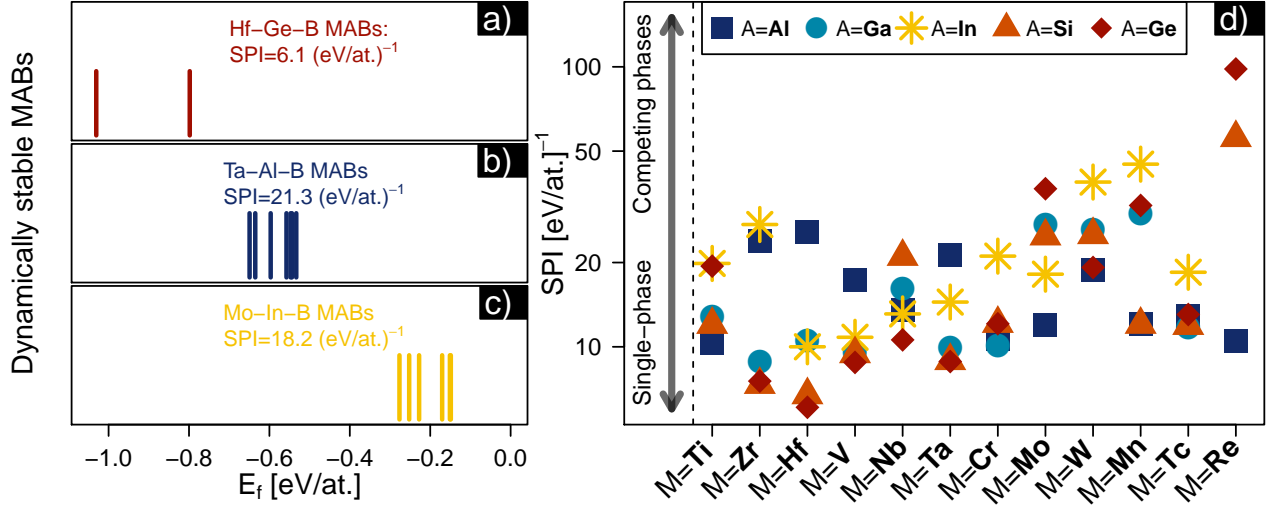 Dynamically stable MABs
a)
Hf−Ge−B MABs:
SPI=6.1 (eV/at.)−1
b)
Ta−Al−B MABs
SPI=21.3 (eV/at.)−1
c)
Mo−In−B MABs
SPI=18.2 (eV/at.)−1
−1.0 −0.8 −0.6 −0.4 −0.2 0.0
Ef [eV/at.]
d)
A=Al A=Ga A=In A=Si A=Ge
SPI [eV/at.]−1
100
50
20
10
Competing phases
Single−phase
M=Ti M=Zr M=Hf M=V M=Nb M=Ta M=Cr M=Mo M=W M=Mn M=Tc M=Re